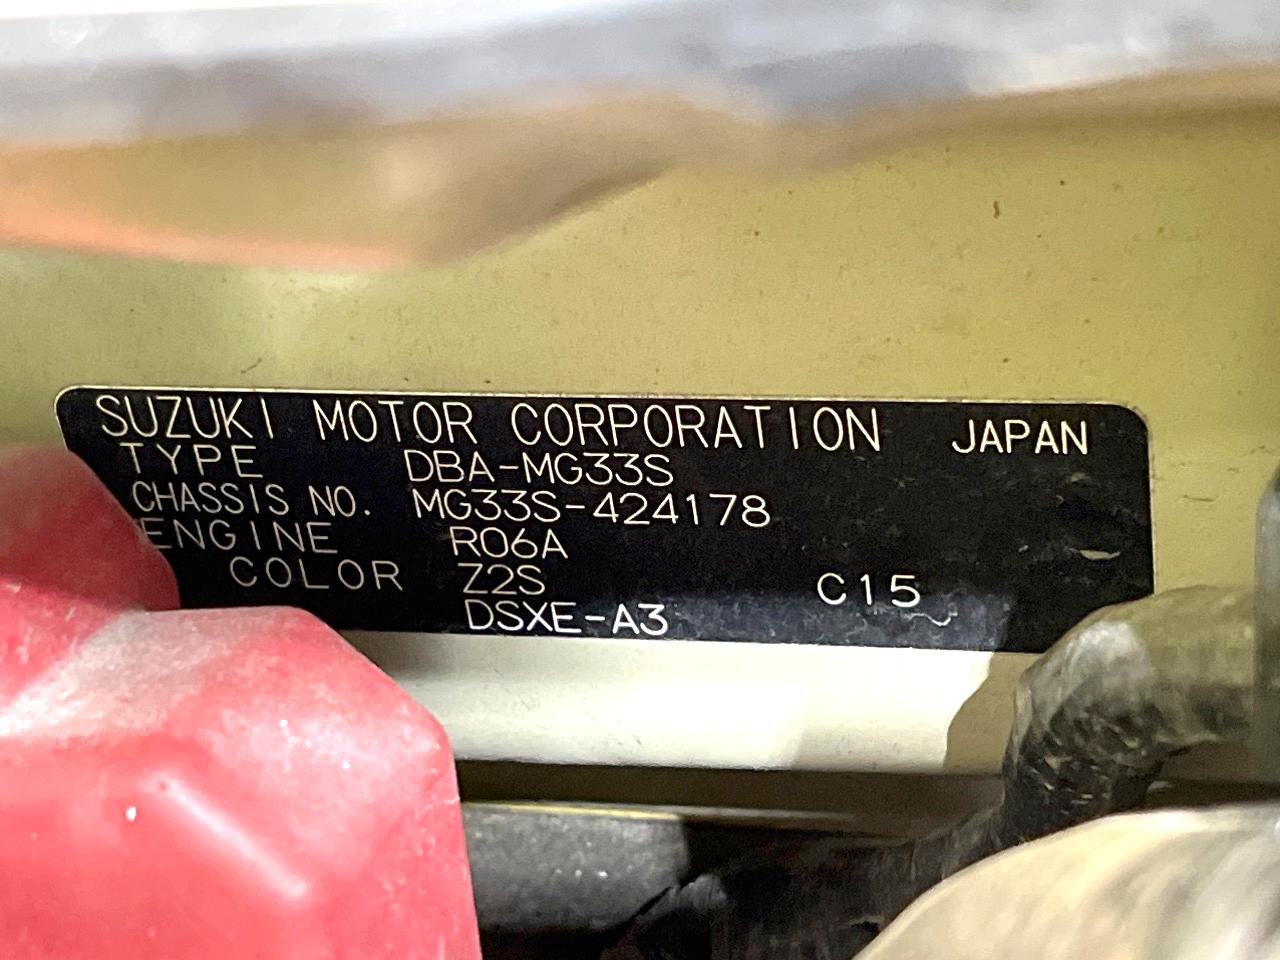 SUZUKI MOTOR CORPORATION JAPAN
TYPE DBA-MG33S
CHASSIS NO. MG33S-424178
ENGINE R06A
COLOR Z2S C15
DSXE-A3